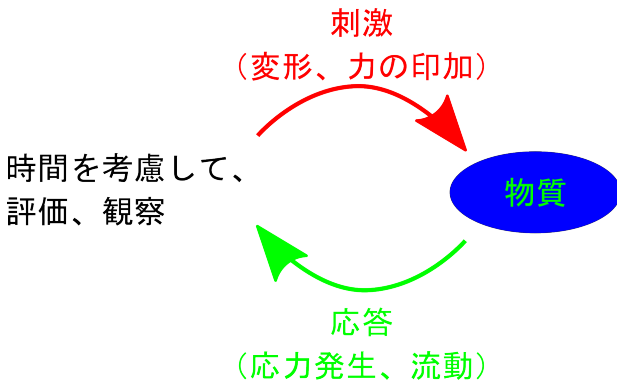 刺激
（変形、力の印加）
時間を考慮して、
評価、観察
物質
応答
（応力発生、流動）